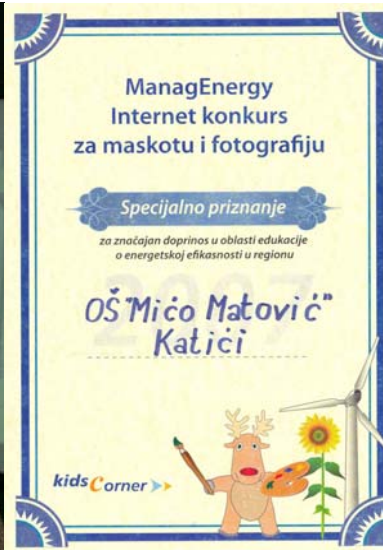 ManagEnergy
Internet konkurs
za maskotu i fotografiju
Specijalno priznanje
za značajan doprinos u oblasti edukacije
o energetskoj efikasnosti u regionu
2007
OŠ "Mićo Matović"
Katići
kids Corner